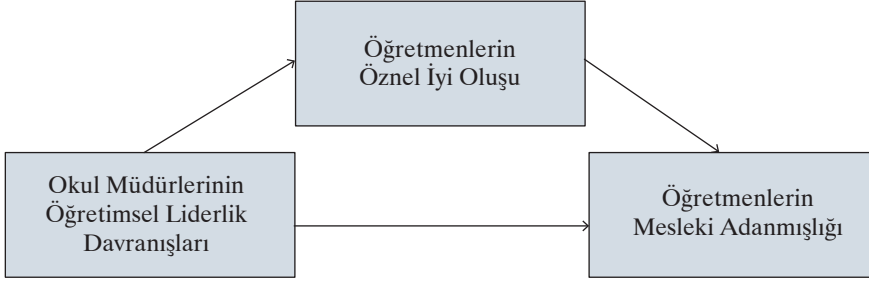 Öğretmenlerin
Öznel İyi Oluşu
Okul Müdürlerinin
Öğretimsel Liderlik
Davranışları
Öğretmenlerin
Mesleki Adanmışlığı